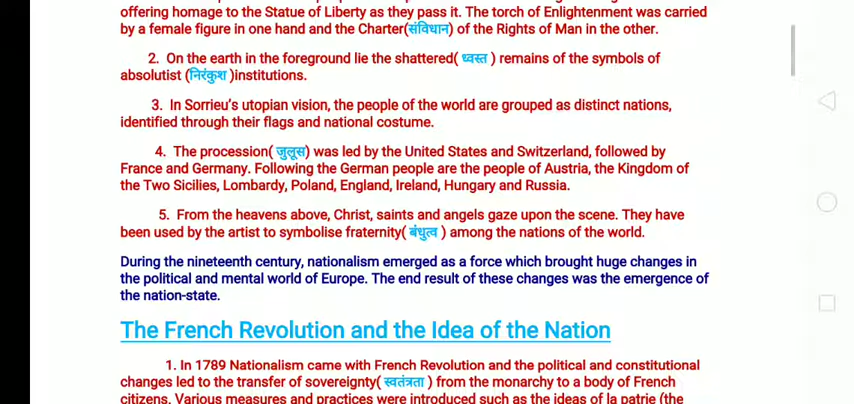 offering homage to the Statue of Liberty as they pass it. The torch of Enlightenment was carried
by a female figure in one hand and the Charter(संविधान) of the Rights of Man in the other.
2. On the earth in the foreground lie the shattered( ध्वस्त ) remains of the symbols of
absolutist (निरंकुश )institutions.
3. In Sorrieu's utopian vision, the people of the world are grouped as distinct nations,
identified through their flags and national costume.
4. The procession( जुलूस) was led by the United States and Switzerland, followed by
France and Germany. Following the German people are the people of Austria, the Kingdom of
the Two Sicilies, Lombardy, Poland, England, Ireland, Hungary and Russia.
5. From the heavens above, Christ, saints and angels gaze upon the scene. They have
been used by the artist to symbolise fraternity( बंधुत्व ) among the nations of the world.
During the nineteenth century, nationalism emerged as a force which brought huge changes in
the political and mental world of Europe. The end result of these changes was the emergence of
the nation-state.
The French Revolution and the Idea of the Nation
1. In 1789 Nationalism came with French Revolution and the political and constitutional
changes led to the transfer of sovereignty( स्वतंत्रता ) from the monarchy to a body of French
citizens. Various measures and practices were introduced such as the ideas of la patrie (the